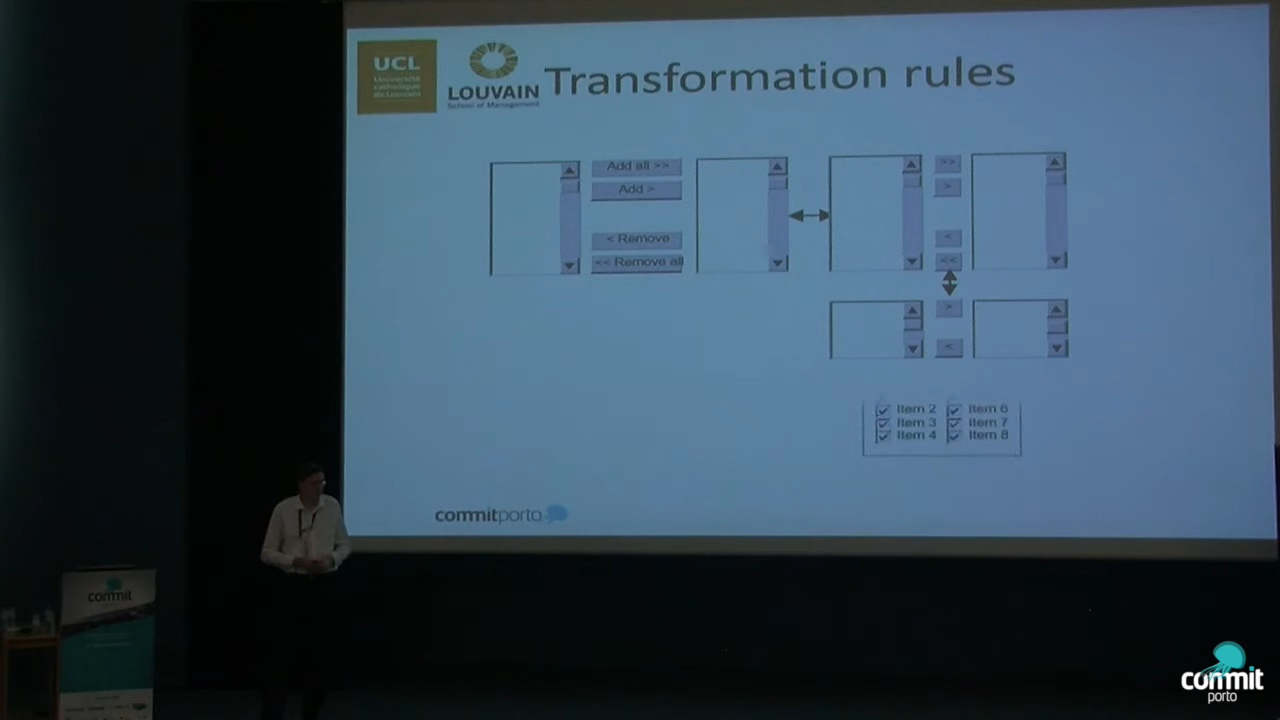 UCL
Université
catholique
de Louvain
LOUVAIN
School of Management
Transformation rules
Add all >>
Add >
< Remove
<< Remove all
>>
>
<
<<
>
<
Item 2 Item 6
Item 3 Item 7
Item 4 Item 8
commitporto
commit
commit
porto